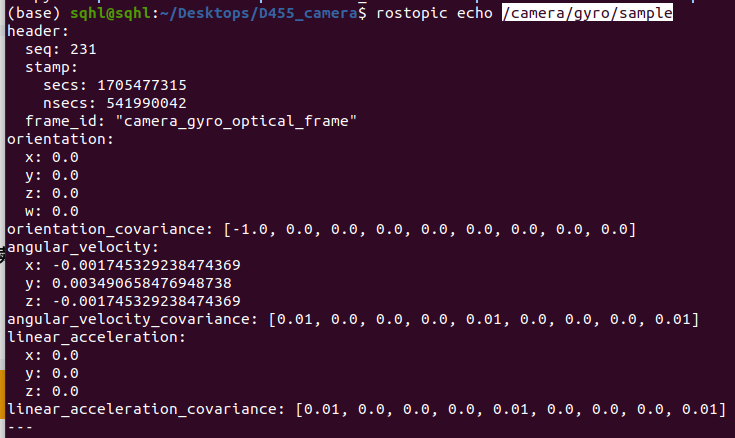 (base) sqhl@sqhl:~/Desktops/D455_camera$ rostopic echo /camera/gyro/sample
header:
  seq: 231
  stamp:
    secs: 1705477315
    nsecs: 541990042
  frame_id: "camera_gyro_optical_frame"
orientation:
  x: 0.0
  y: 0.0
  z: 0.0
  w: 0.0
orientation_covariance: [-1.0, 0.0, 0.0, 0.0, 0.0, 0.0, 0.0, 0.0, 0.0]
angular_velocity:
  x: -0.001745329238474369
  y: 0.003490658476948738
  z: -0.001745329238474369
angular_velocity_covariance: [0.01, 0.0, 0.0, 0.0, 0.01, 0.0, 0.0, 0.0, 0.01]
linear_acceleration:
  x: 0.0
  y: 0.0
  z: 0.0
linear_acceleration_covariance: [0.01, 0.0, 0.0, 0.0, 0.01, 0.0, 0.0, 0.0, 0.01]
---